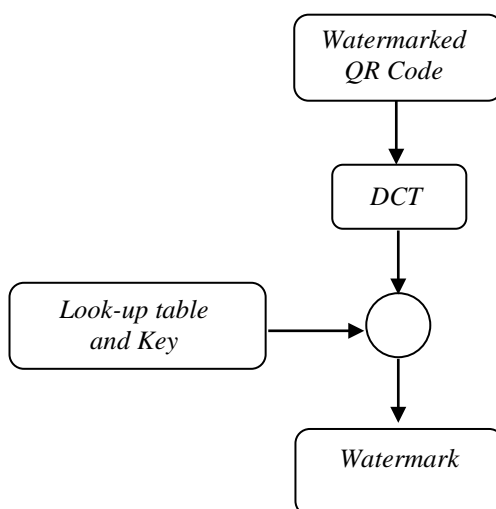 Watermarked
QR Code
DCT
Look-up table
and Key
Watermark